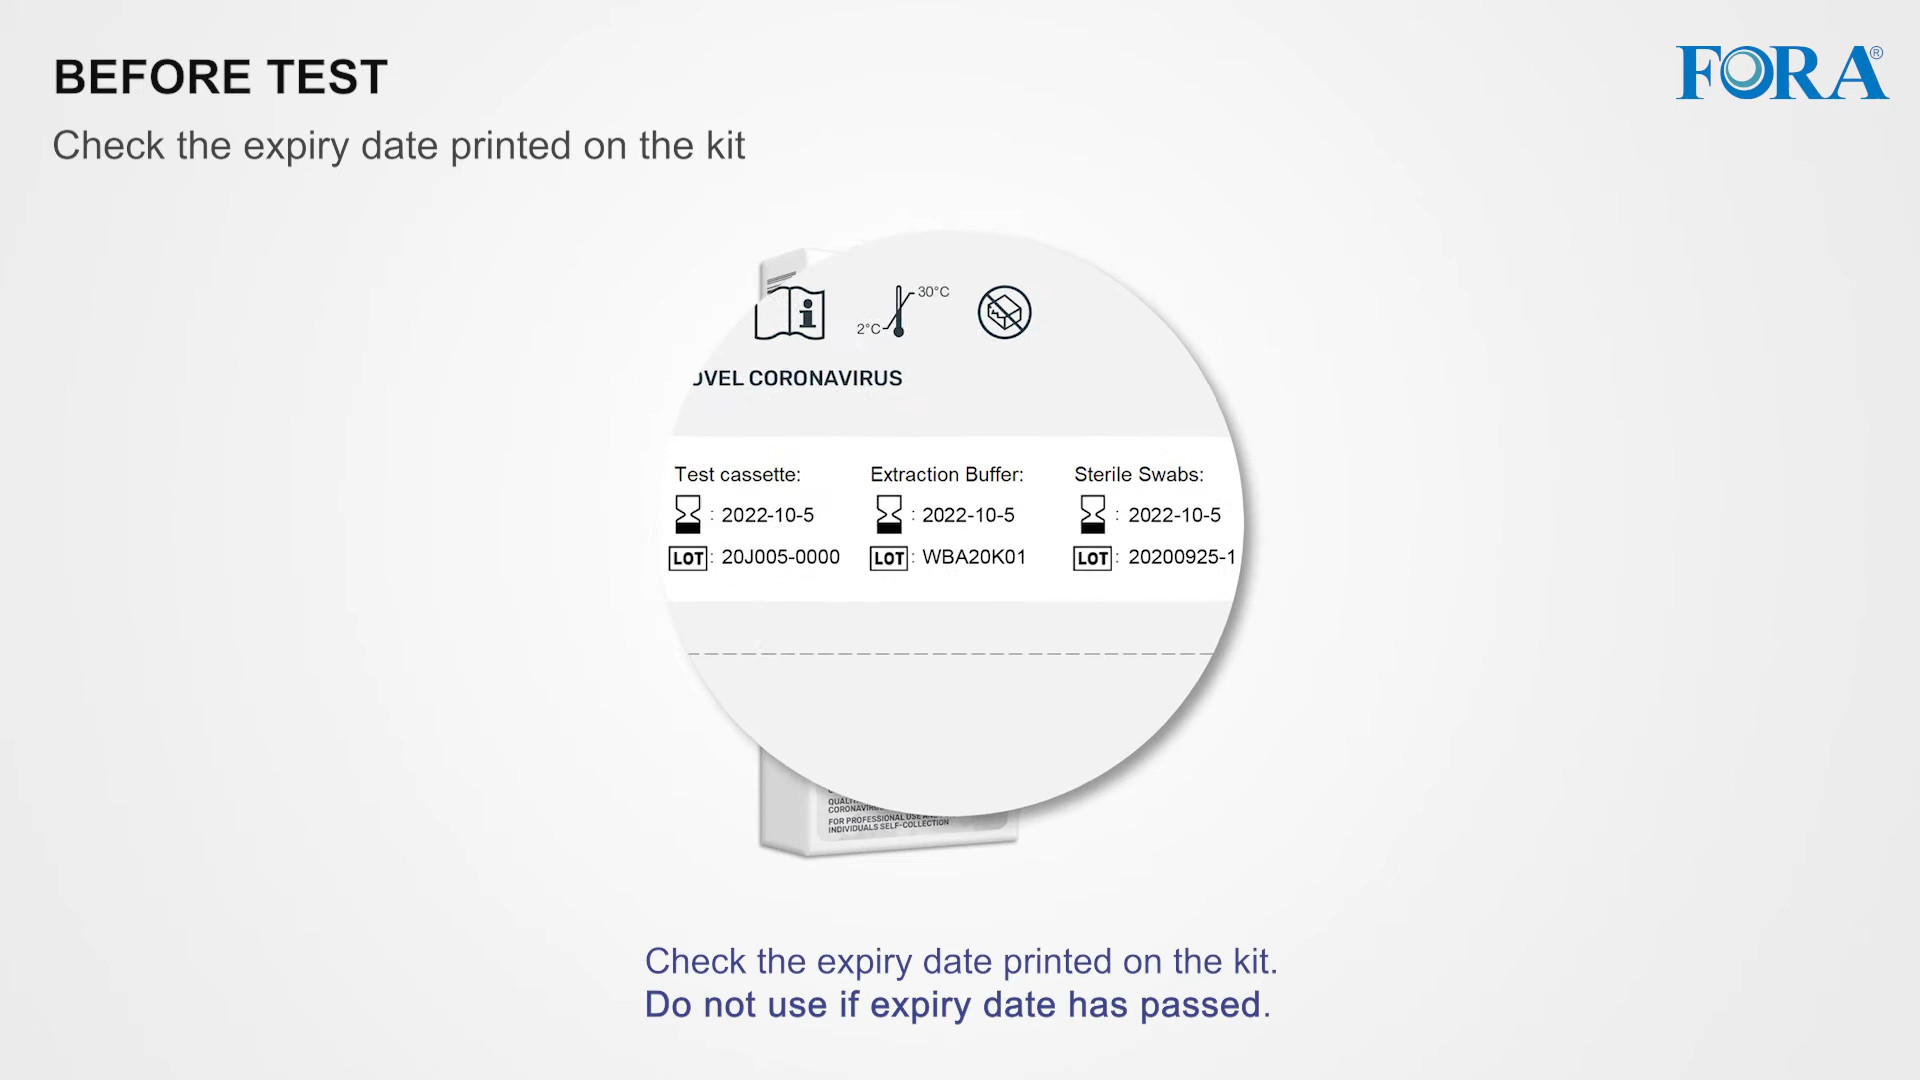 BEFORE TEST
FORA®
Check the expiry date printed on the kit
30°C
2°C
OVEL CORONAVIRUS
Test cassette: Extraction Buffer: Sterile Swabs:
: 2022-10-5 : 2022-10-5 : 2022-10-5
LOT : 20J005-0000 LOT : WBA20K01 LOT : 20200925-1
CORONAVIRUS
FOR PROFESSIONAL USE
INDIVIDUALS SELF-COLLECTION
Check the expiry date printed on the kit.
Do not use if expiry date has passed.